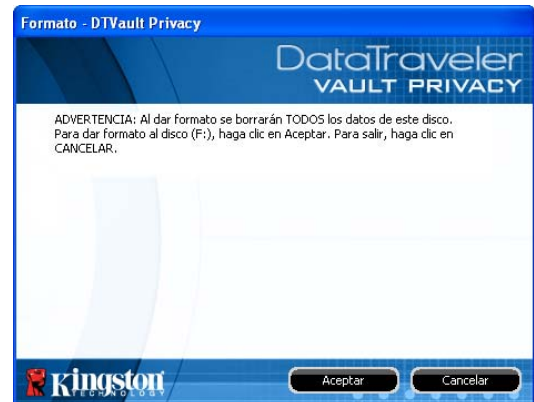 Formato - DTVault Privacy
DataTraveler
VAULT PRIVACY
ADVERTENCIA: Al dar formato se borrarán TODOS los datos de este disco.
Para dar formato al disco (F:), haga clic en Aceptar. Para salir, haga clic en
CANCELAR.
Kingston
TECHNOLOGY
Aceptar
Cancelar